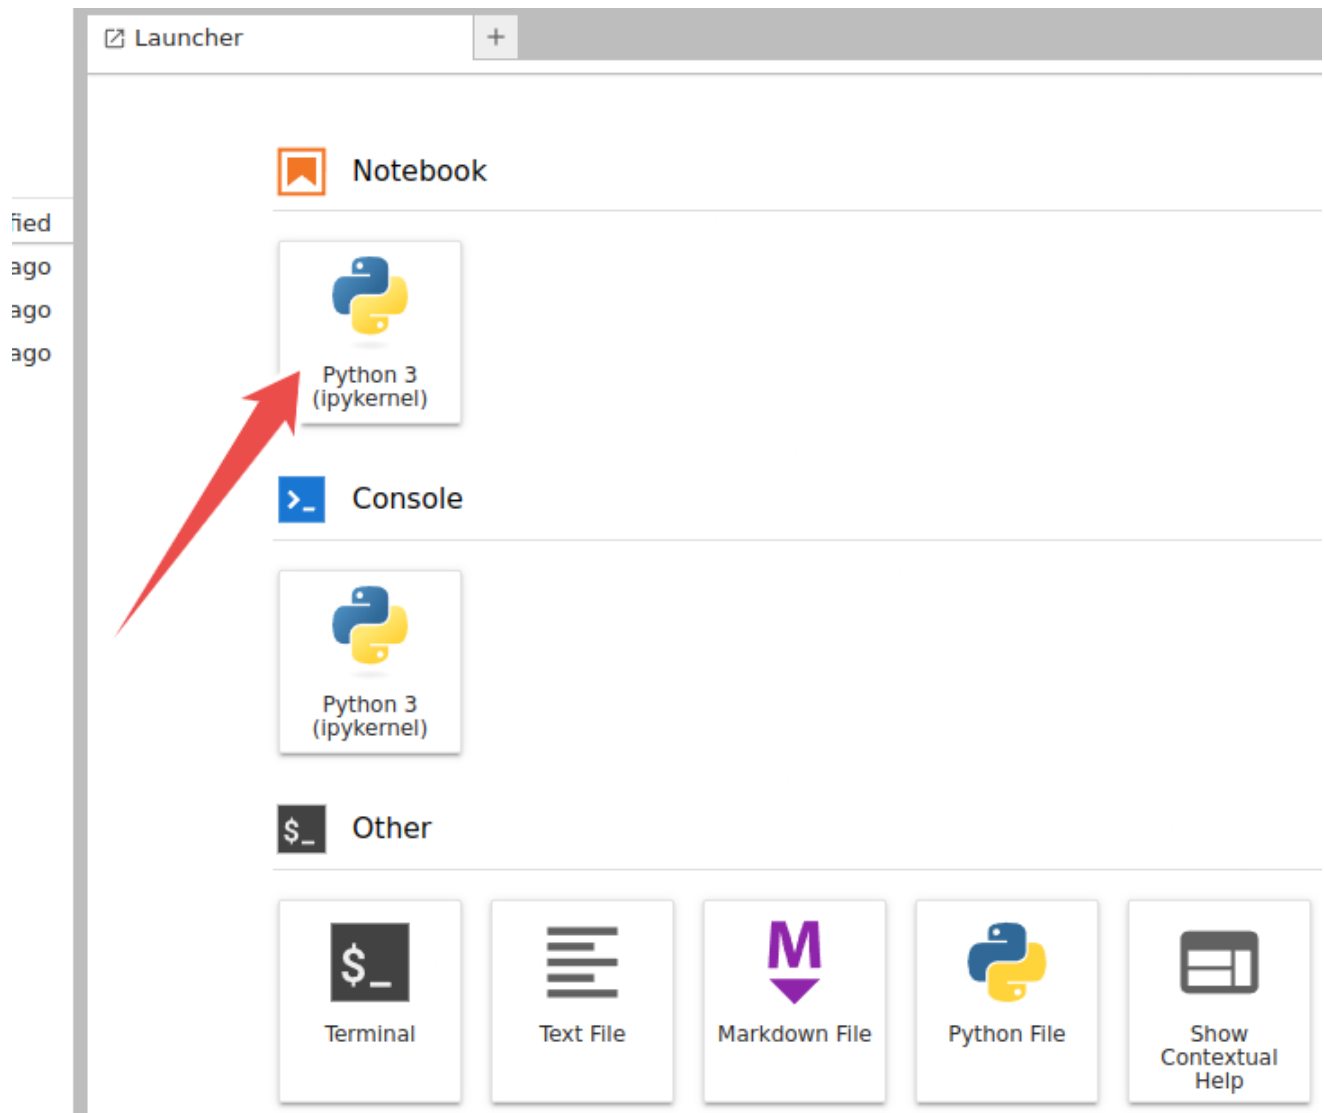 Launcher
Notebook
fied
ago
ago
ago
Python 3
(ipykernel)
Console
Python 3
(ipykernel)
$_ Other
$_
M
Terminal
Text File
Markdown File
Python File
Show
Contextual
Help